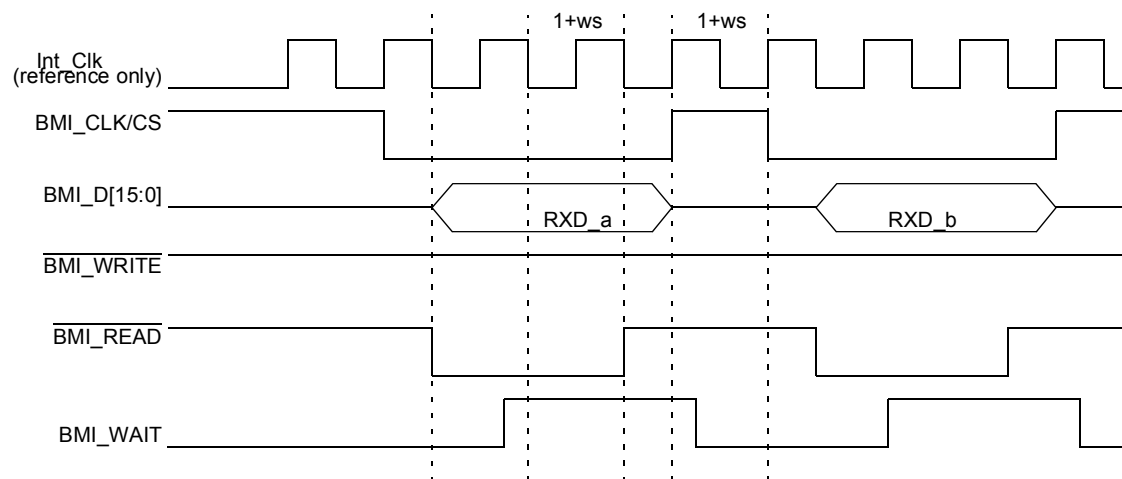 1+ws 1+ws
Int_Clk
(reference only)
BMI_CLK/CS
BMI_D[15:0]
RXD_a RXD_b
BMI_WRITE
BMI_READ
BMI_WAIT